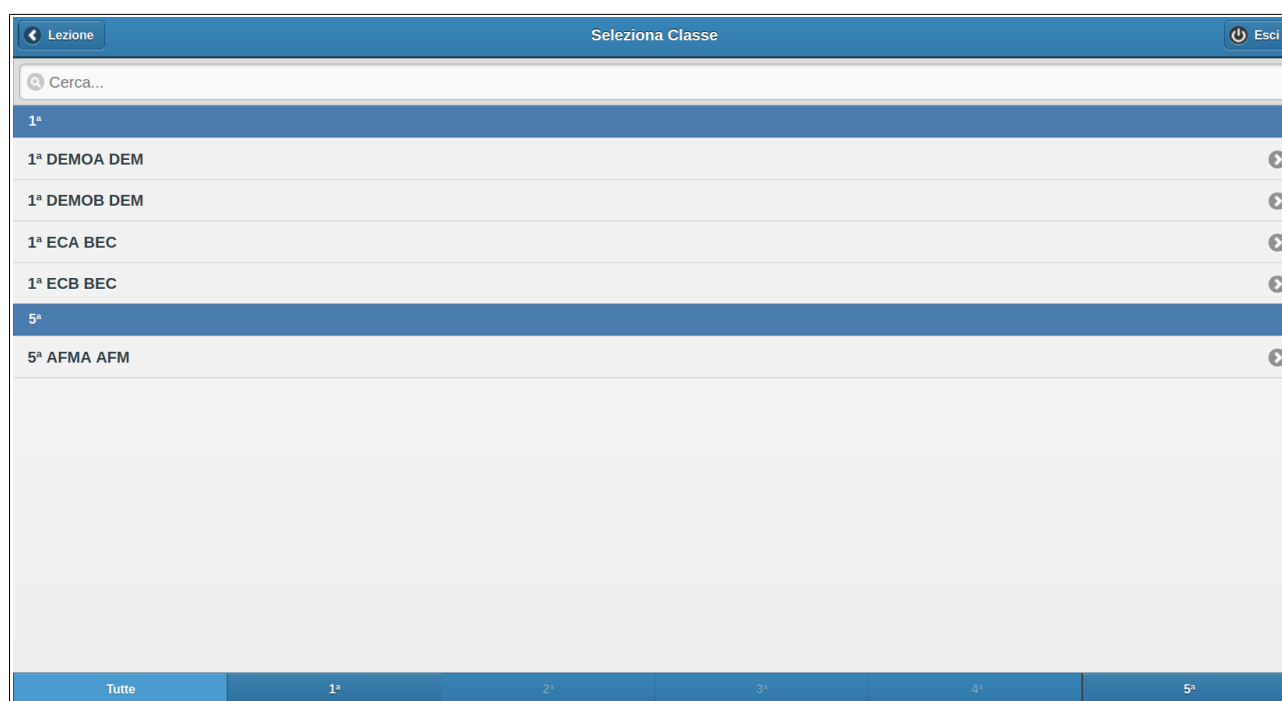 Lezione Seleziona Classe Esci
Cerca...
1ª
1ª DEMOA DEM
1ª DEMOB DEM
1ª ECA BEC
1ª ECB BEC
5ª
5ª AFMA AFM
Tutte 1ª 2ª 3ª 4ª 5ª